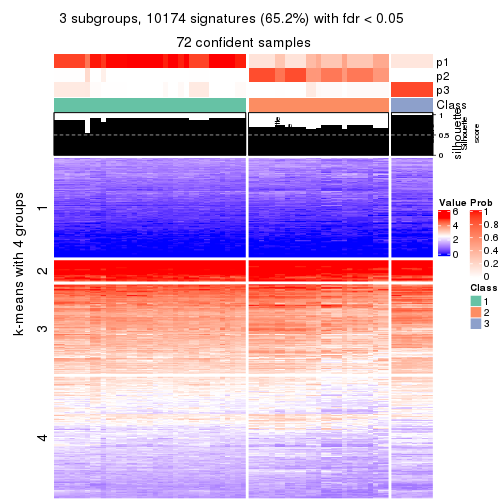 3 subgroups, 10174 signatures (65.2%) with fdr < 0.05
72 confident samples
p1
p2
p3
Class
silhouette
Silhouette
score
1
0.5
0
k-means with 4 groups
1
2
3
4
Value Prob
6
4
2
0
1
0.8
0.6
0.4
0.2
0
Class
1
2
3